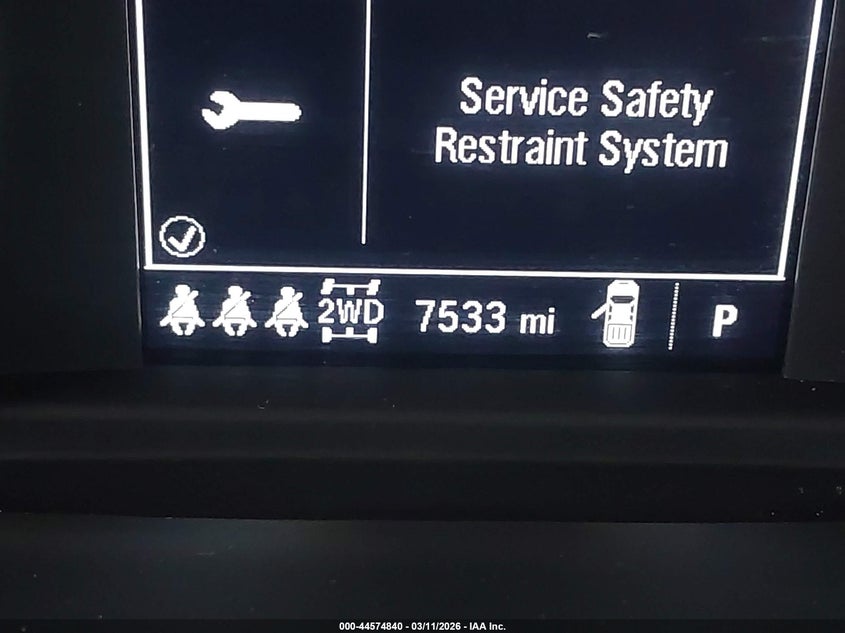 Service Safety
Restraint System
2WD 7533 mi P
000-44574840 - 03/11/2026 - IAA Inc.